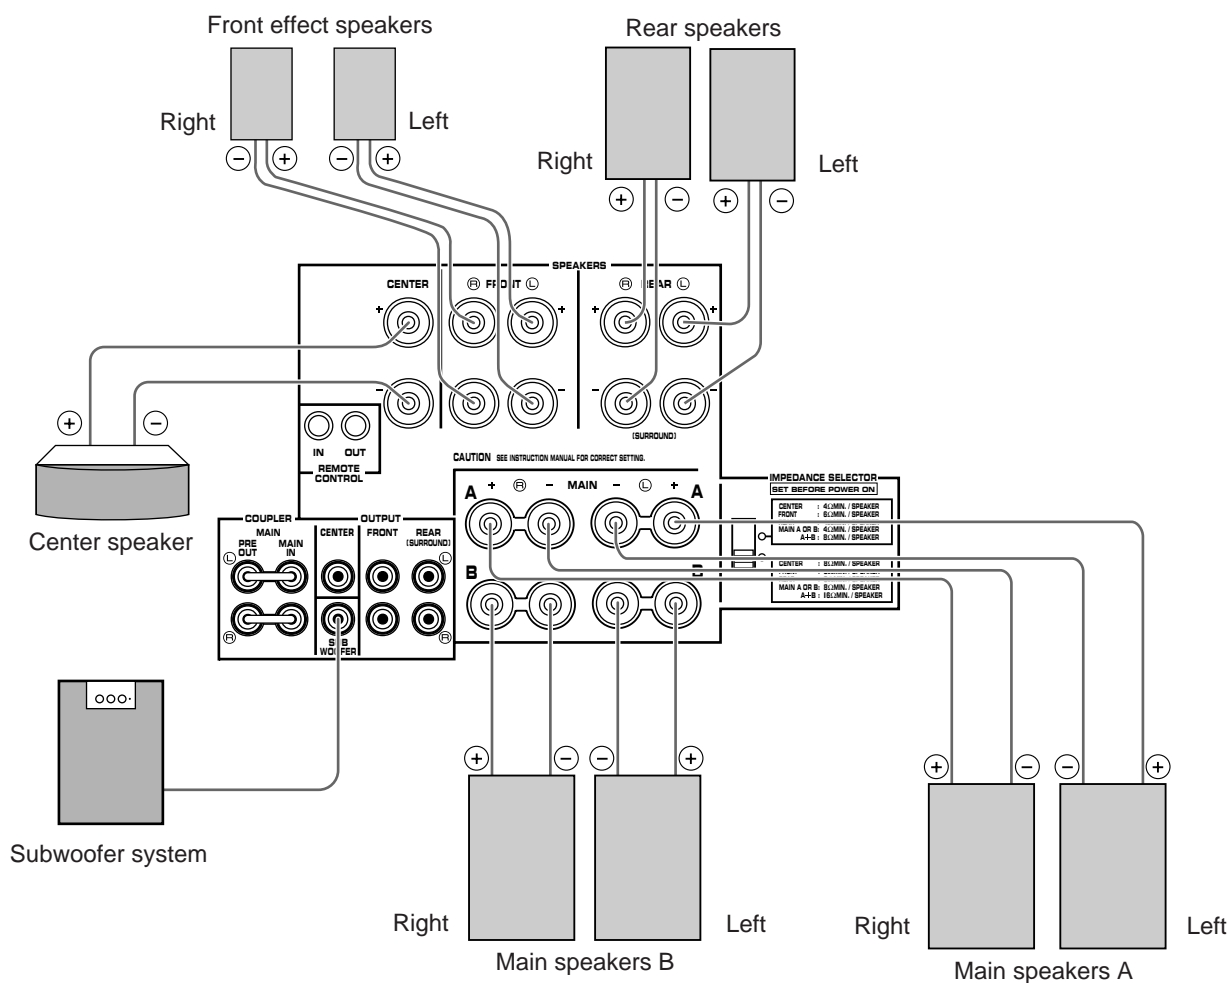 Front effect speakers
Rear speakers
Right
Left
Right
Left
− + − +
+ − + −
SPEAKERS
CENTER
R FRONT L
R REAR L
+ + + +
− − − −
(SURROUND)
+ −
IN OUT
REMOTE
CONTROL
Center speaker
CAUTION SEE INSTRUCTION MANUAL FOR CORRECT SETTING.
A + R − MAIN − L + A
B
IMPEDANCE SELECTOR
SET BEFORE POWER ON
CENTER : 4ΩMIN. / SPEAKER
FRONT : 6ΩMIN. / SPEAKER
MAIN A OR B: 4ΩMIN. / SPEAKER
A+B : 8ΩMIN. / SPEAKER
CENTER : 8ΩMIN. / SPEAKER
MAIN A OR B: 8ΩMIN. / SPEAKER
A+B : 16ΩMIN. / SPEAKER
COUPLER
OUTPUT
MAIN
PRE OUT
MAIN IN
CENTER
FRONT
REAR
(SURROUND)
L
L
R
R
SUB
WOOFER
Subwoofer system
+ − − +
+ − − +
Right
Left
Main speakers B
Right
Left
Main speakers A